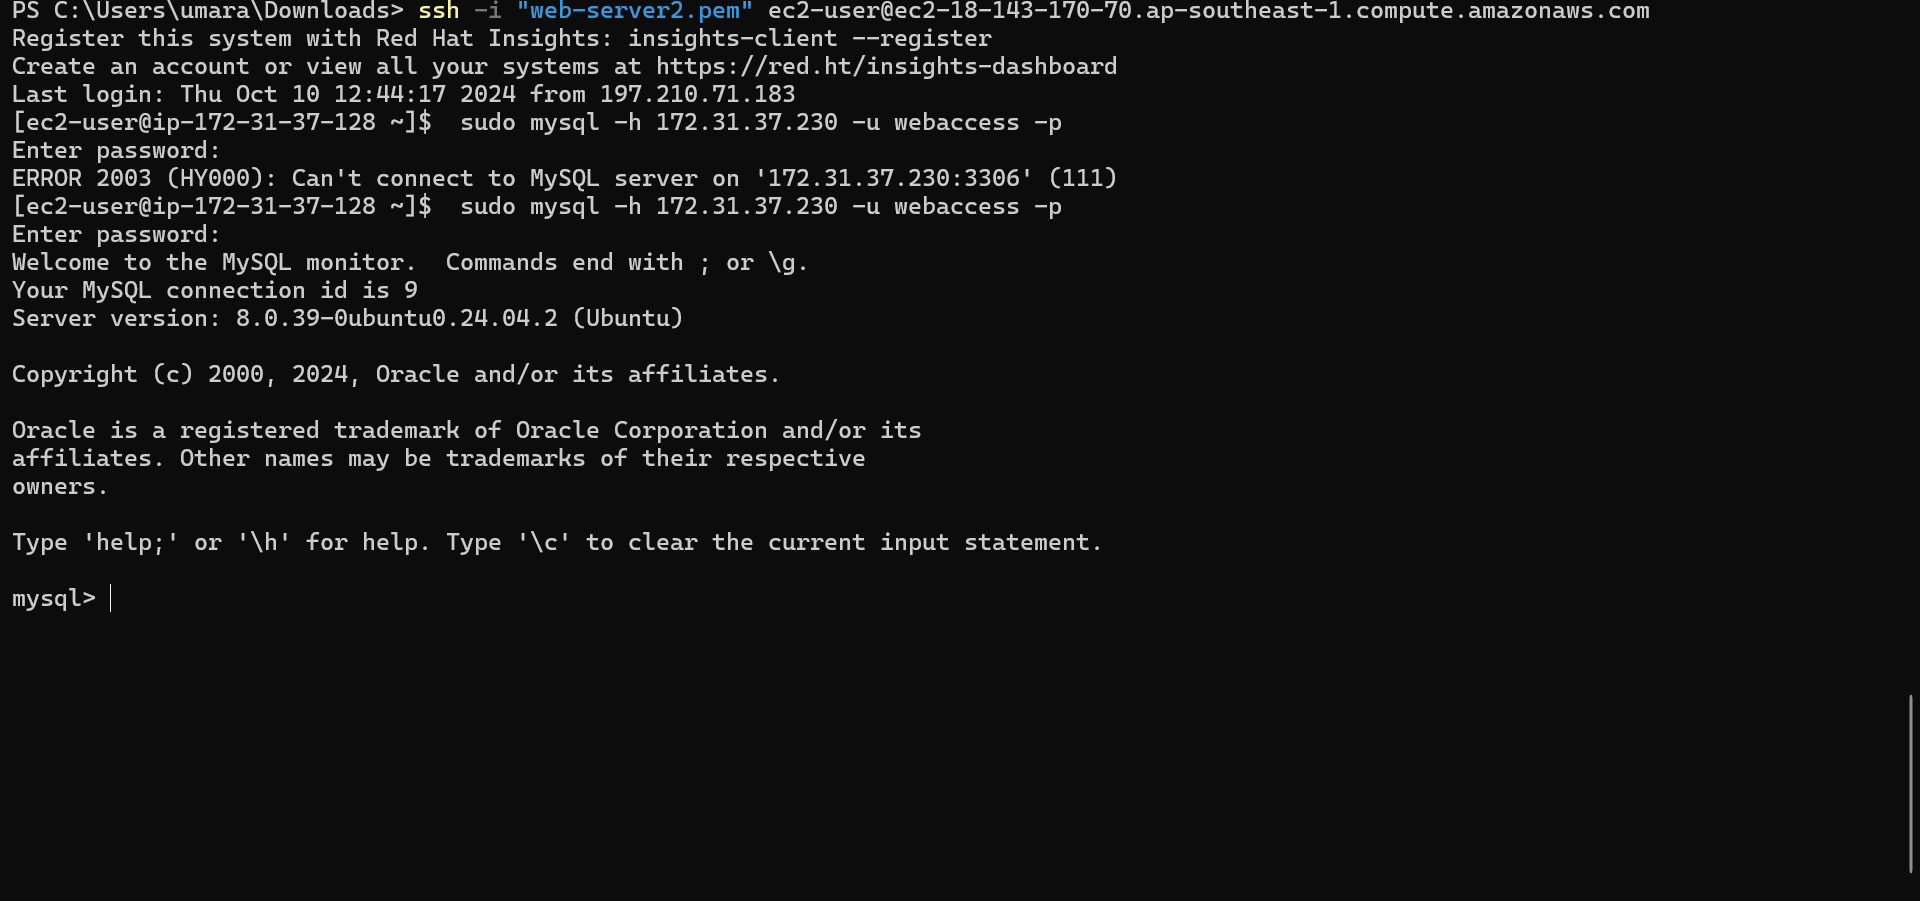 PS C:\Users\umara\Downloads> ssh -i "web-server2.pem" ec2-user@ec2-18-143-170-70.ap-southeast-1.compute.amazonaws.com
Register this system with Red Hat Insights: insights-client --register
Create an account or view all your systems at https://red.ht/insights-dashboard
Last login: Thu Oct 10 12:44:17 2024 from 197.210.71.183
[ec2-user@ip-172-31-37-128 ~]$  sudo mysql -h 172.31.37.230 -u webaccess -p
Enter password:
ERROR 2003 (HY000): Can't connect to MySQL server on '172.31.37.230:3306' (111)
[ec2-user@ip-172-31-37-128 ~]$  sudo mysql -h 172.31.37.230 -u webaccess -p
Enter password:
Welcome to the MySQL monitor.  Commands end with ; or \g.
Your MySQL connection id is 9
Server version: 8.0.39-0ubuntu0.24.04.2 (Ubuntu)

Copyright (c) 2000, 2024, Oracle and/or its affiliates.

Oracle is a registered trademark of Oracle Corporation and/or its
affiliates. Other names may be trademarks of their respective
owners.

Type 'help;' or '\h' for help. Type '\c' to clear the current input statement.

mysql>